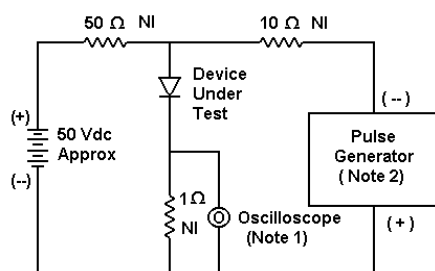 50 Ω NI
10 Ω NI
Device
Under
Test
(+)
50 Vdc
Approx
(--)
(--)
Pulse
Generator
( Note 2)
(+)
1Ω
NI
Oscilloscope
(Note 1)